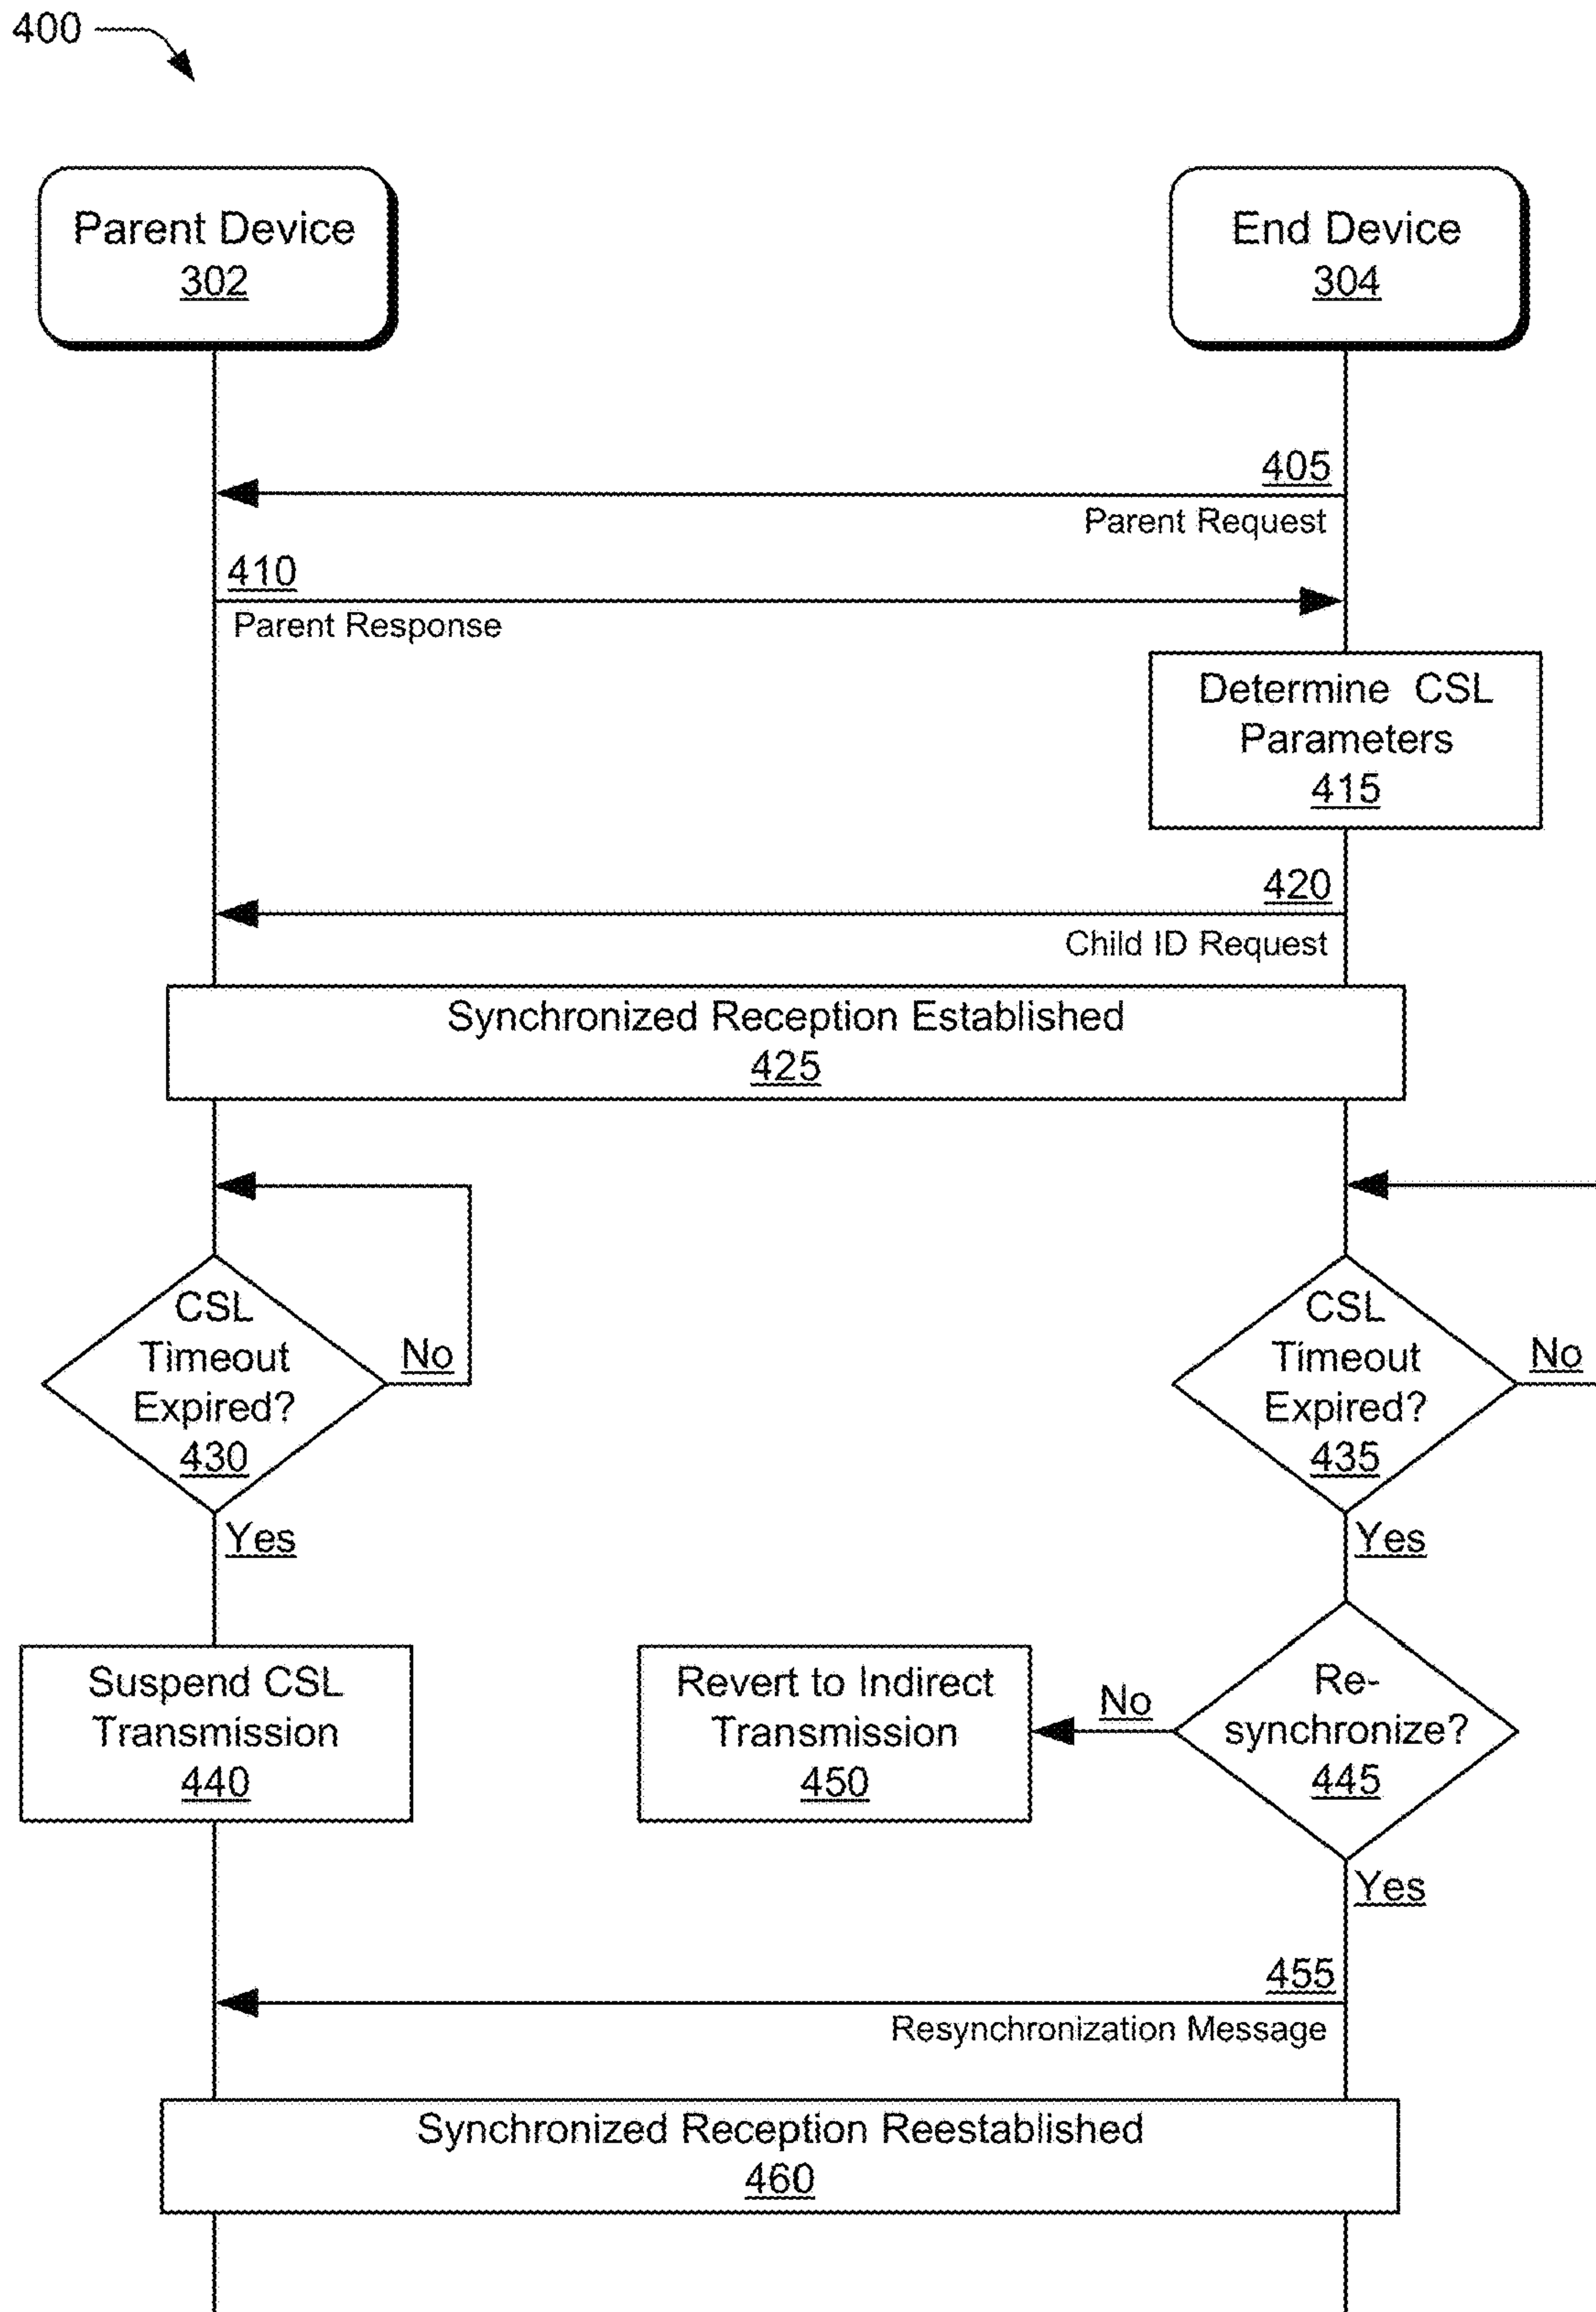 400
Parent Device
302
End Device
304
405
Parent Request
410
Parent Response
Determine CSL
Parameters
415
420
Child ID Request
Synchronized Reception Established
425
CSL
Timeout
Expired?
430
No
Yes
CSL
Timeout
Expired?
435
No
Yes
Suspend CSL
Transmission
440
Revert to Indirect
Transmission
450
No
Re-
synchronize?
445
Yes
455
Resynchronization Message
Synchronized Reception Reestablished
460